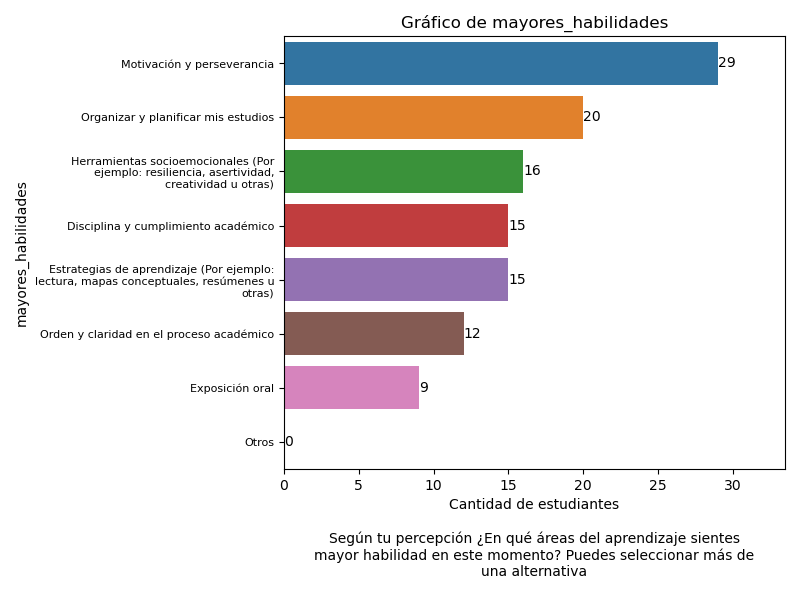 Gráfico de mayores_habilidades
mayores_habilidades
Motivación y perseverancia
29
Organizar y planificar mis estudios
20
Herramientas socioemocionales (Por
ejemplo: resiliencia, asertividad,
creatividad u otras)
16
Disciplina y cumplimiento académico
15
Estrategias de aprendizaje (Por ejemplo:
lectura, mapas conceptuales, resúmenes u
otras)
15
Orden y claridad en el proceso académico
12
Exposición oral
9
Otros
0
0 5 10 15 20 25 30
Cantidad de estudiantes
Según tu percepción ¿En qué áreas del aprendizaje sientes
mayor habilidad en este momento? Puedes seleccionar más de
una alternativa